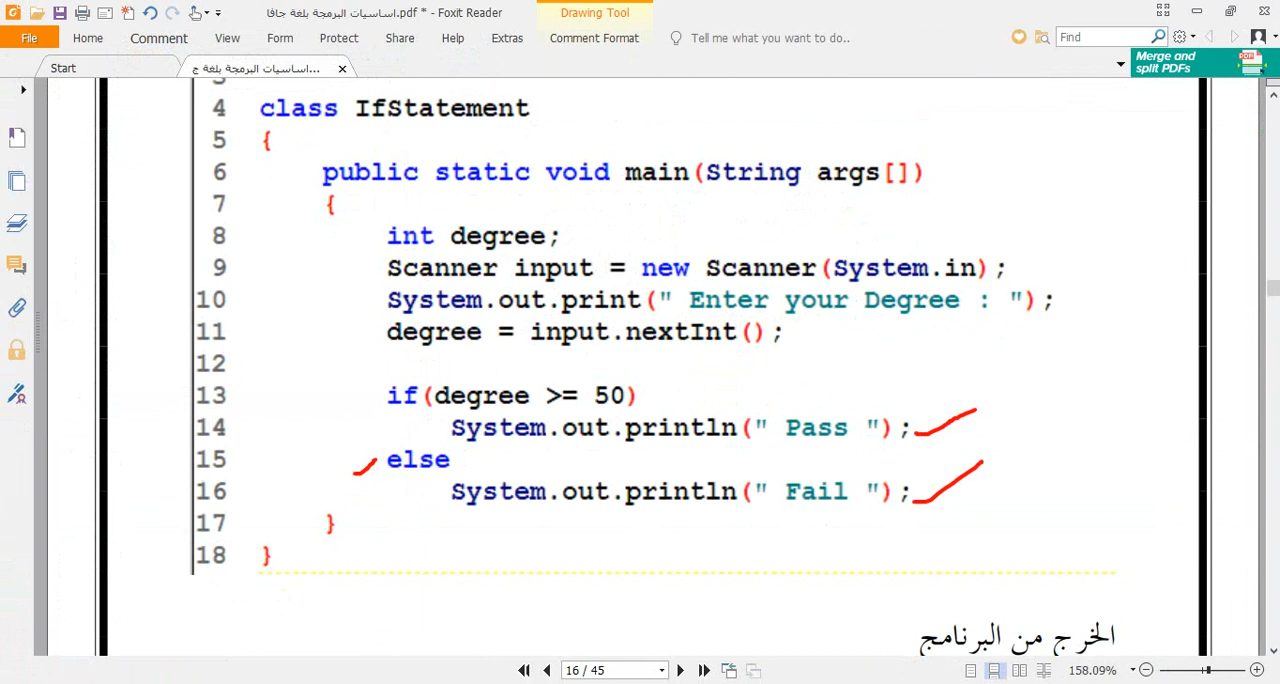 اساسيات البرمجة بلغة جافا.pdf * - Foxit Reader
Drawing Tool
File Home Comment View Form Protect Share Help Extras Comment Format Tell me what you want to do.. Find
Start
اساسيات البرمجة بلغة ج...
Merge and
split PDFs
4 class IfStatement
5 {
6 public static void main(String args[])
7 {
8 int degree;
9 Scanner input = new Scanner(System.in);
10 System.out.print(" Enter your Degree : ");
11 degree = input.nextInt();
12
13 if(degree >= 50)
14 System.out.println(" Pass ");
15 else
16 System.out.println(" Fail ");
17 }
18 }
الخرج من البرنامج
16 / 45
158.09%